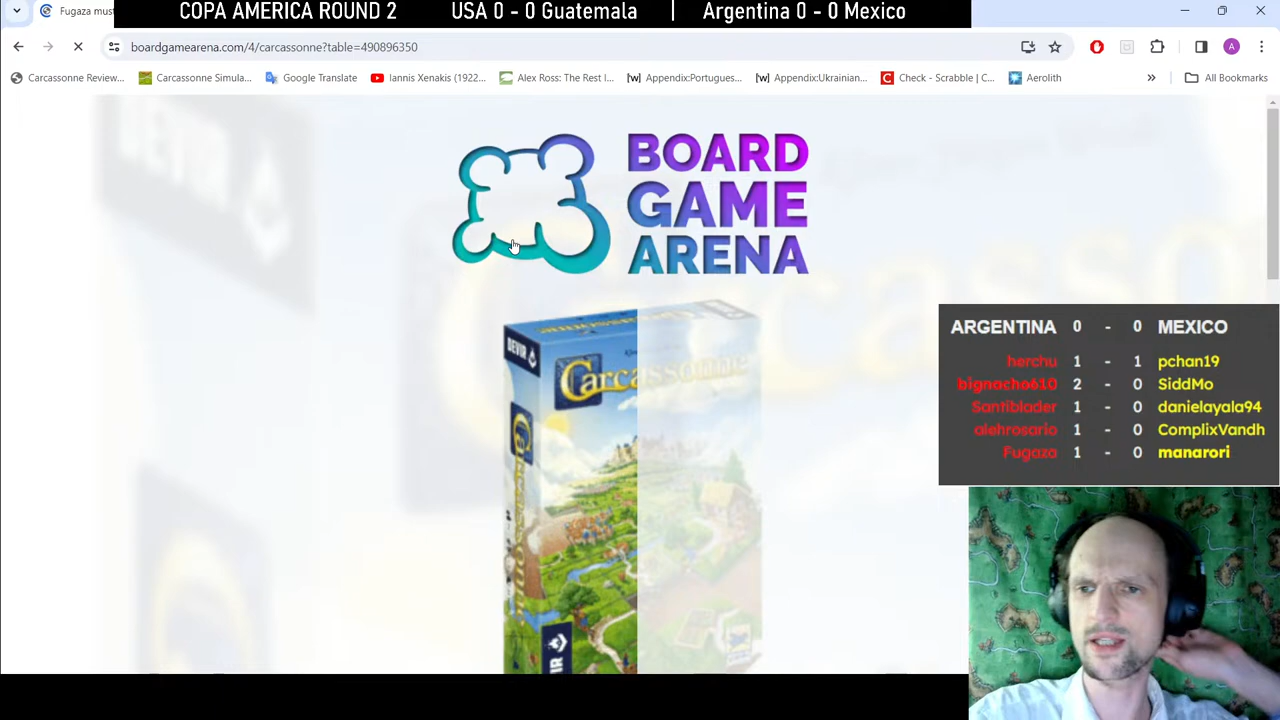 COPA AMERICA ROUND 2 USA 0 - 0 Guatemala | Argentina 0 - 0 Mexico
Fugaza must
boardgamearena.com/4/carcassonne?table=490896350
Carcassonne Review... Carcassonne Simula... Google Translate Iannis Xenakis (1922... Alex Ross: The Rest I... [w] Appendix:Portugues... [w] Appendix:Ukrainian... Check - Scrabble | C... Aerolith » All Bookmarks
BOARD
GAME
ARENA
DEVIR
Carcassonne
ARGENTINA 0 - 0 MEXICO
herchu 1 - 1 pchan19
bignacho610 2 - 0 SiddMo
Santiblader 1 - 0 danielayala94
alehrosario 1 - 0 ComplixVandh
Fugaza 1 - 0 manarori